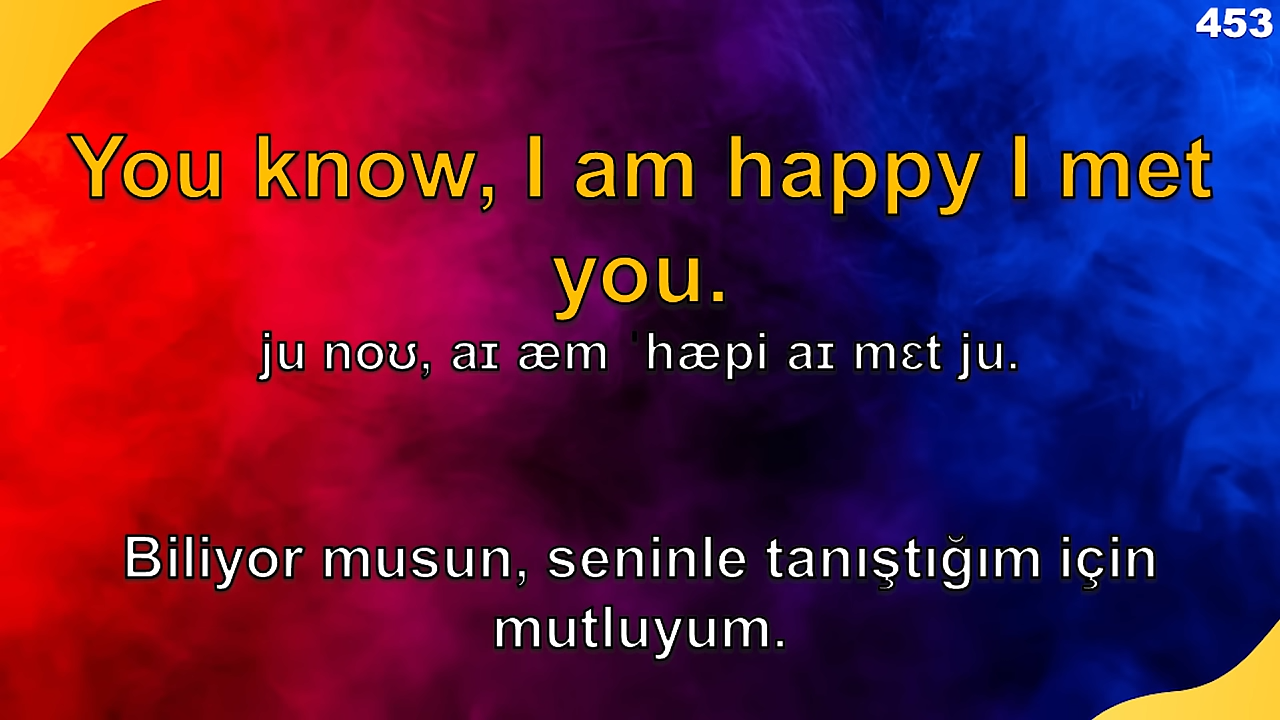 453
You know, I am happy I met
you.
ju noʊ, aɪ æm ˈhæpi aɪ mɛt ju.
Biliyor musun, seninle tanıştığım için
mutluyum.